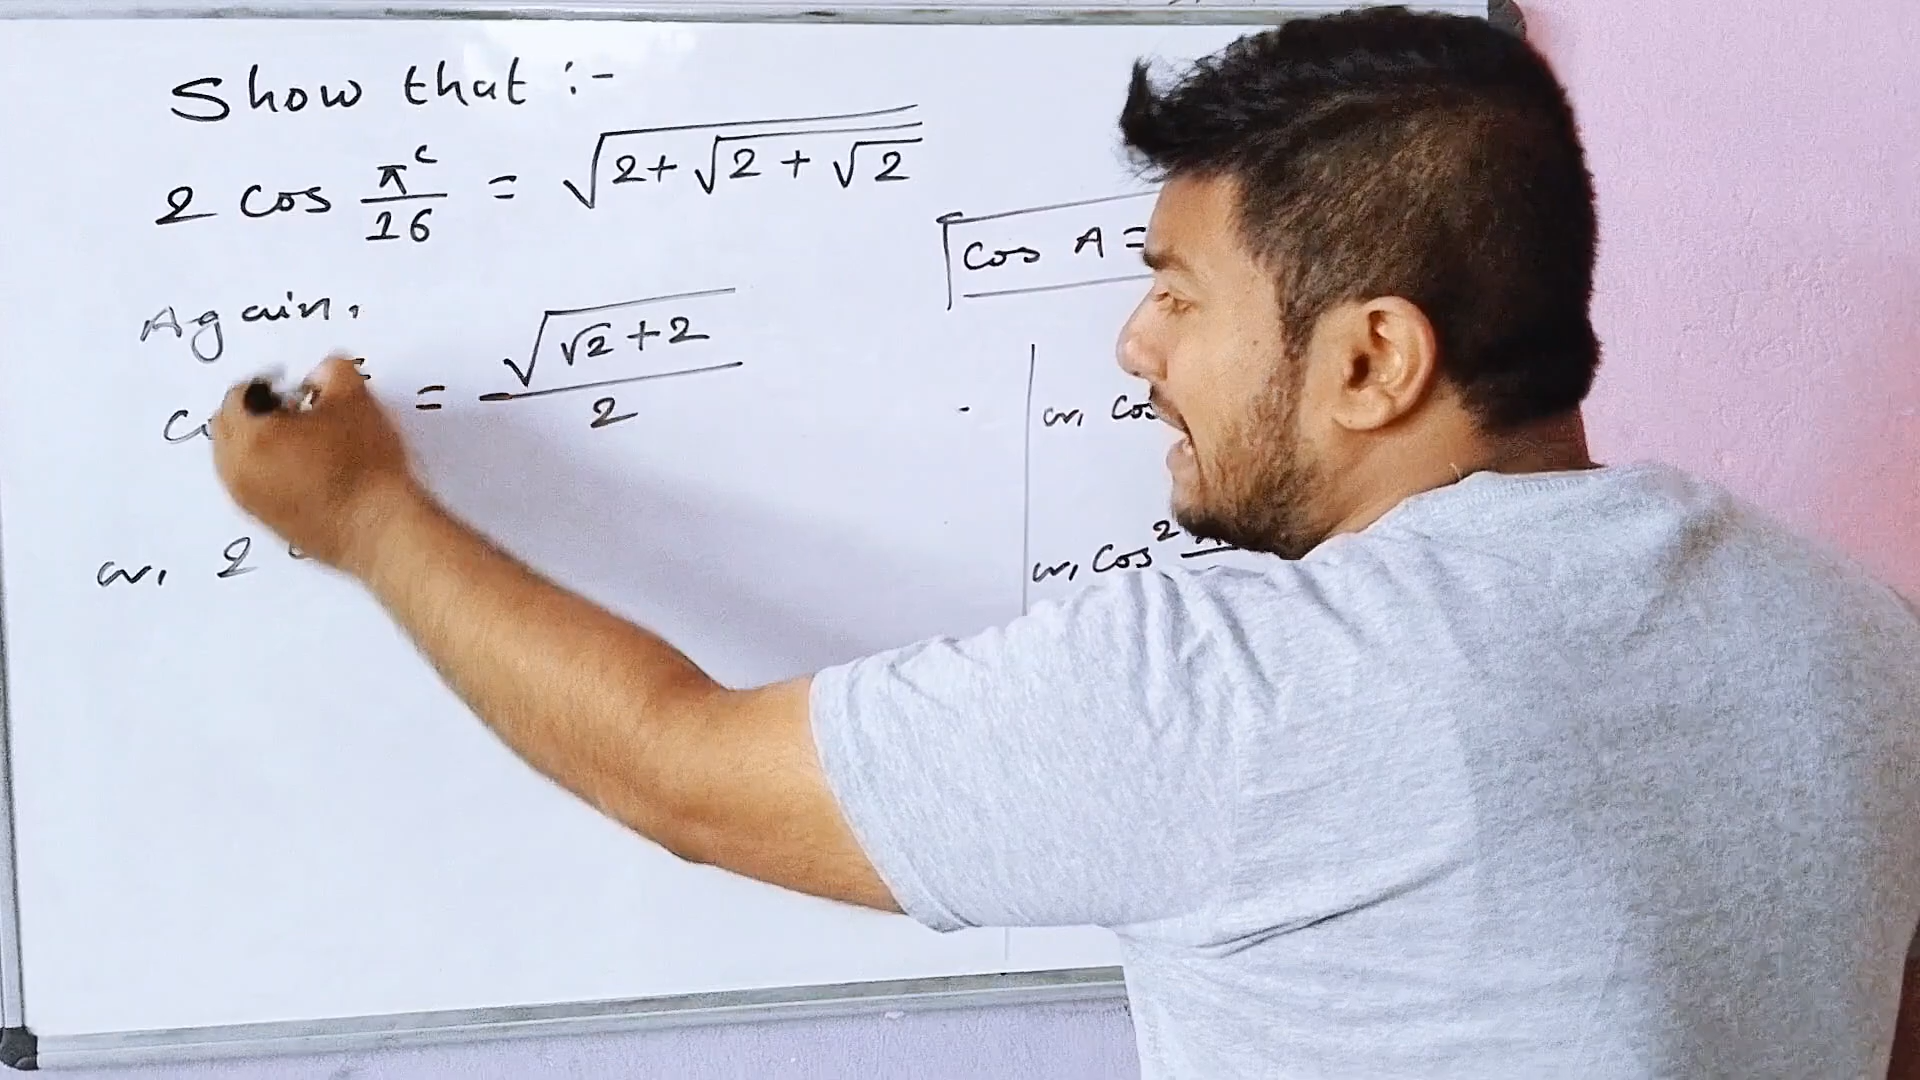 Show that :-
2 cos π^c/16 = √(2+√(2+√2))
Again,
= √(√2+2)/2
or, 2
cos A =
or, cos
or, cos²